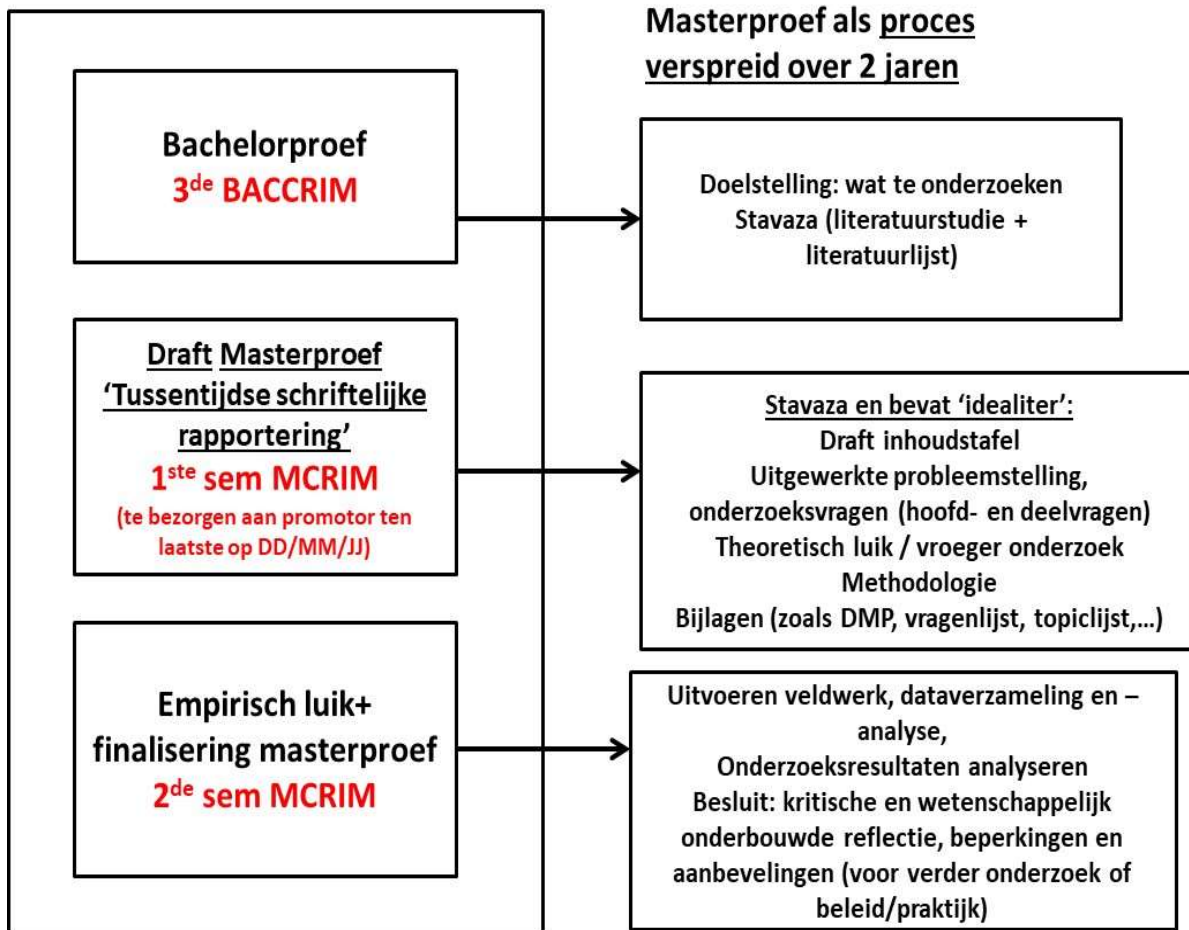 Masterproef als proces
verspreid over 2 jaren
Bachelorproef
3de BACCRIM
Doelstelling: wat te onderzoeken
Stavaza (literatuurstudie +
literatuurlijst)
Draft Masterproef
‘Tussentijdse schriftelijke
rapportering’
1ste sem MCRIM
(te bezorgen aan promotor ten
laatste op DD/MM/JJ)
Stavaza en bevat ‘idealiter’:
Draft inhoudstafel
Uitgewerkte probleemstelling,
onderzoeksvragen (hoofd- en deelvragen)
Theoretisch luik / vroeger onderzoek
Methodologie
Bijlagen (zoals DMP, vragenlijst, topiclijst,...)
Empirisch luik+
finalisering masterproef
2de sem MCRIM
Uitvoeren veldwerk, dataverzameling en –
analyse,
Onderzoeksresultaten analyseren
Besluit: kritische en wetenschappelijk
onderbouwde reflectie, beperkingen en
aanbevelingen (voor verder onderzoek of
beleid/praktijk)